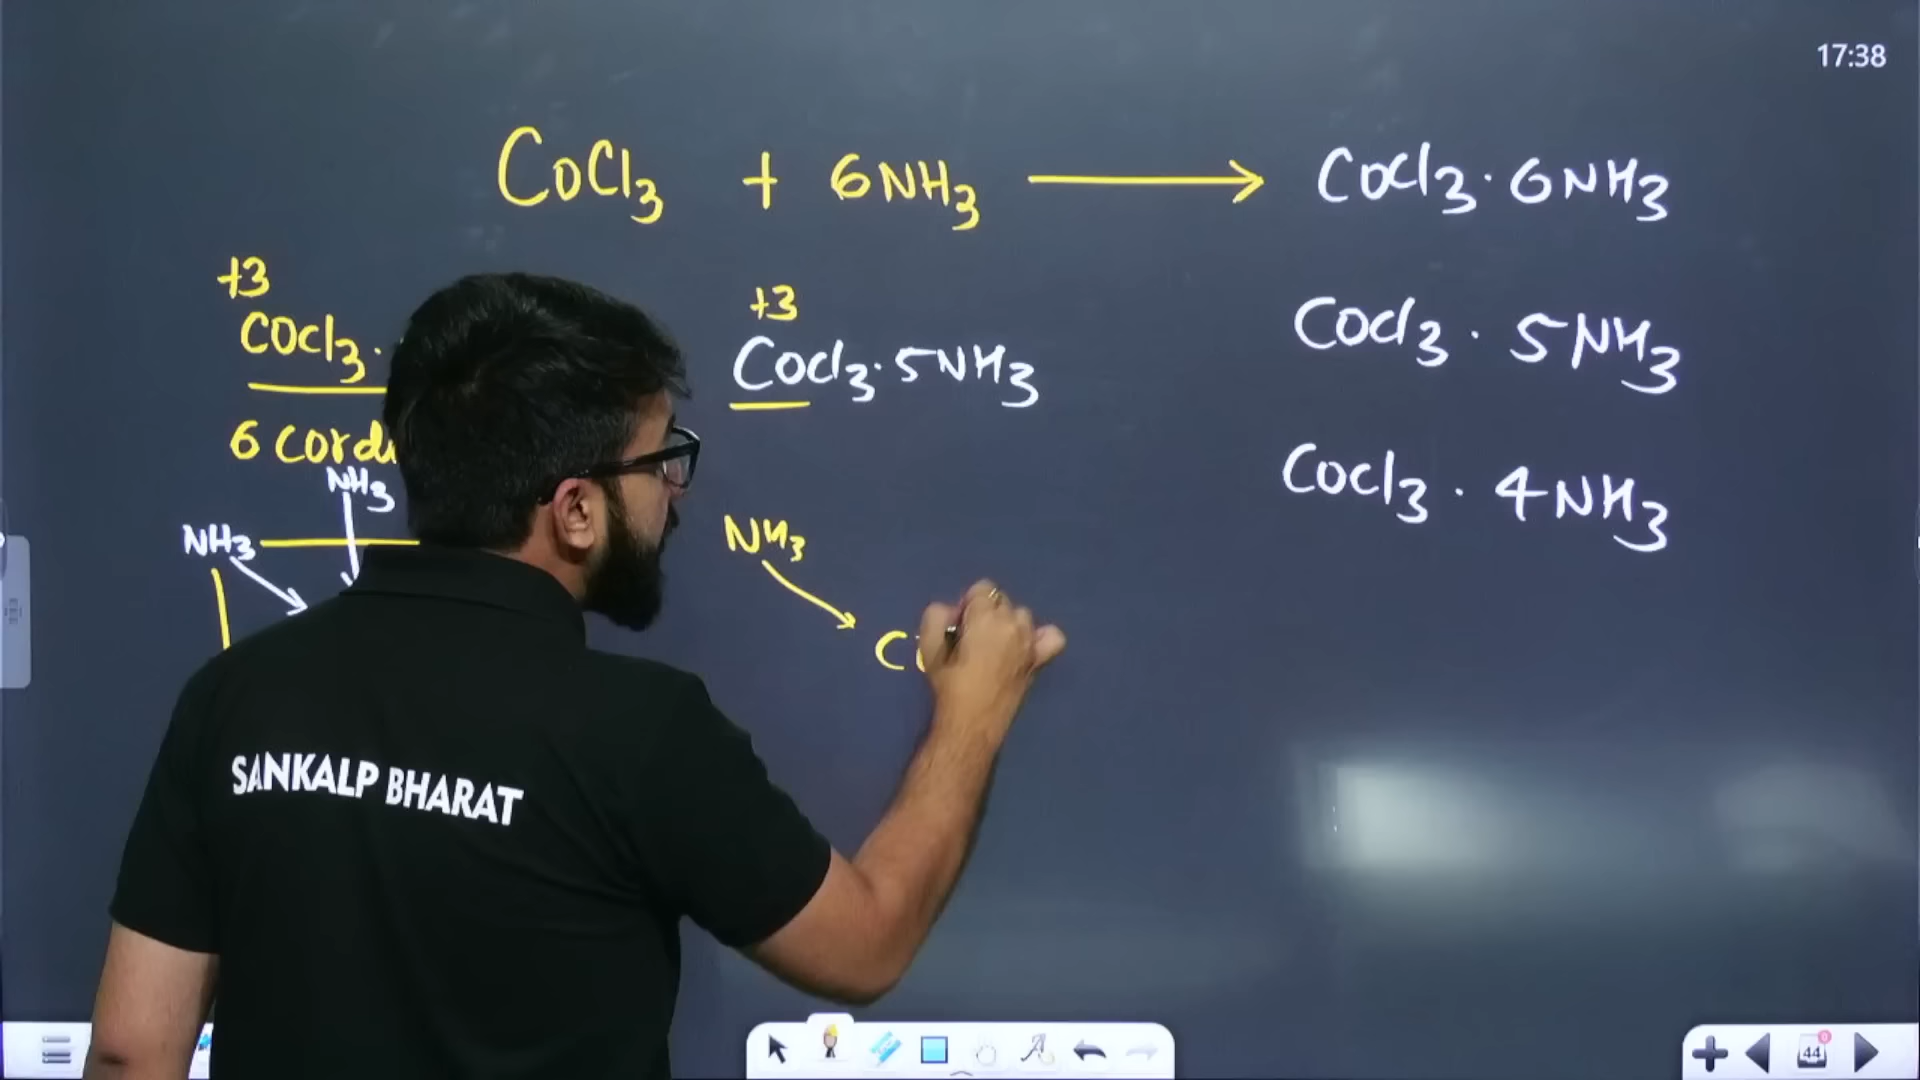 17:38
CoCl3 + 6NH3 → CoCl3·6NH3
+3
CoCl3·
6 cord
NH3
NH3
+3
CoCl3·5NH3
NH3
CoCl3·5NH3
CoCl3·4NH3
SANKALP BHARAT
44